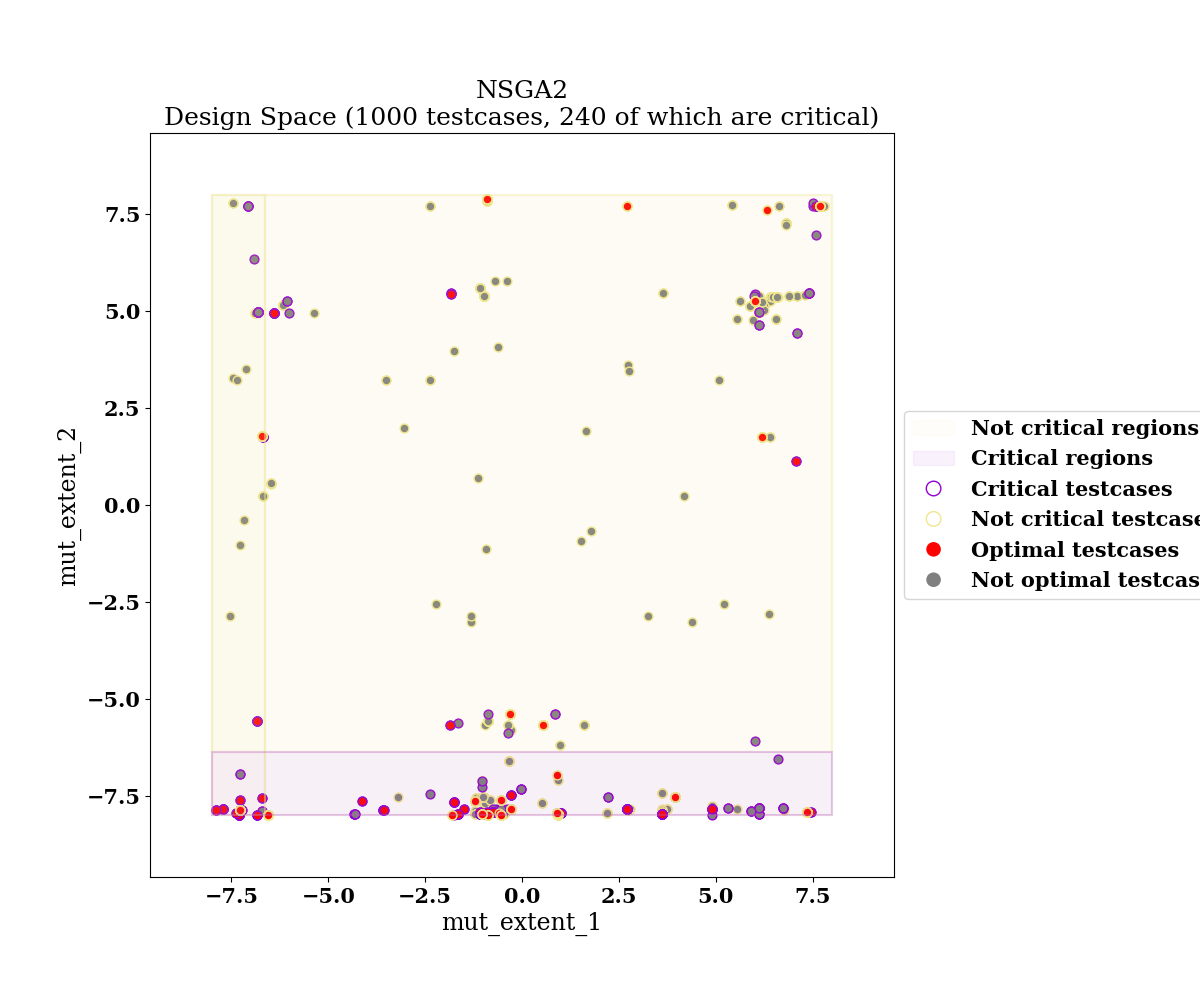 NSGA2
Design Space (1000 testcases, 240 of which are critical)
7.5
5.0
2.5
0.0
−2.5
−5.0
−7.5
mut_extent_2
−7.5
−5.0
−2.5
0.0
2.5
5.0
7.5
mut_extent_1
Not critical regions
Critical regions
Critical testcases
Not critical testcase
Optimal testcases
Not optimal testcas